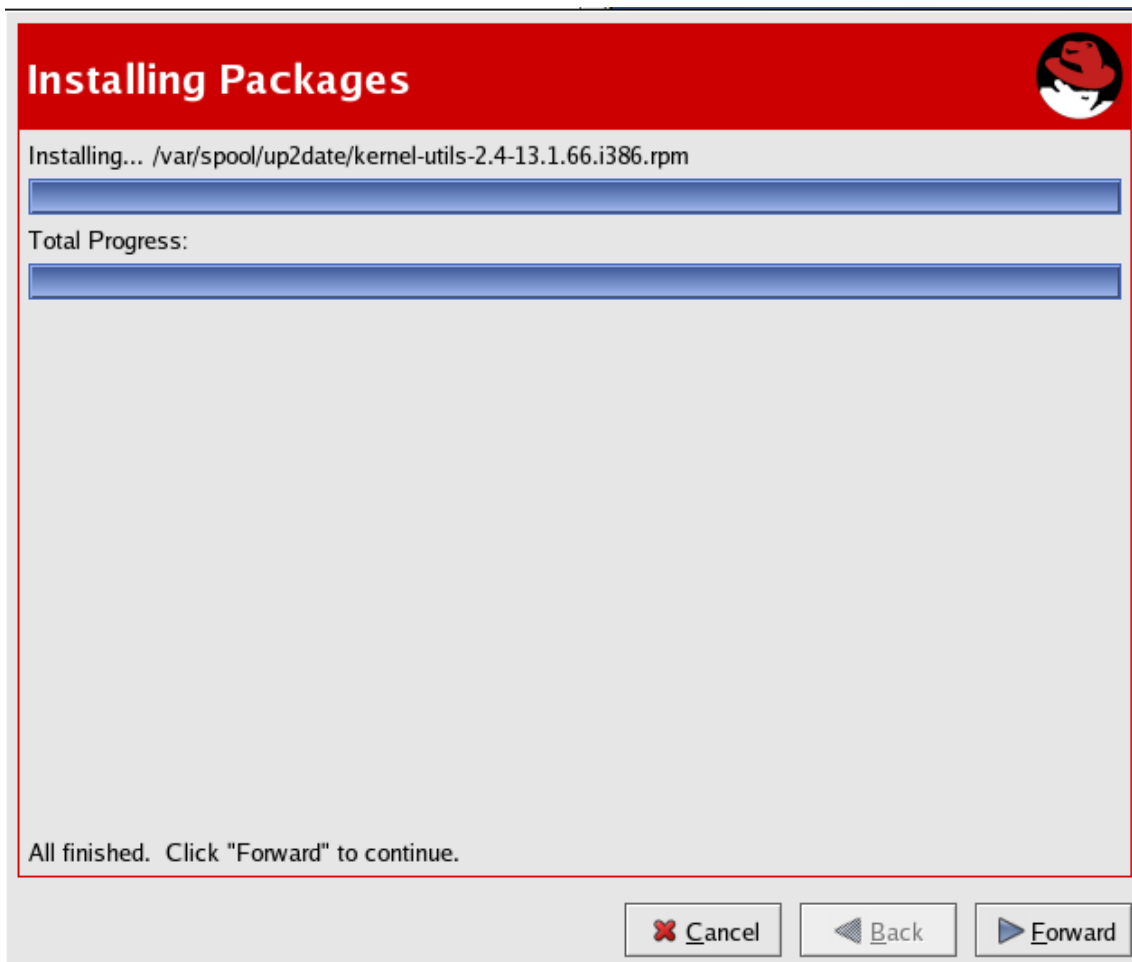 Installing Packages
Installing... /var/spool/up2date/kernel-utils-2.4-13.1.66.i386.rpm
Total Progress:
All finished.  Click "Forward" to continue.
Cancel
Back
Forward